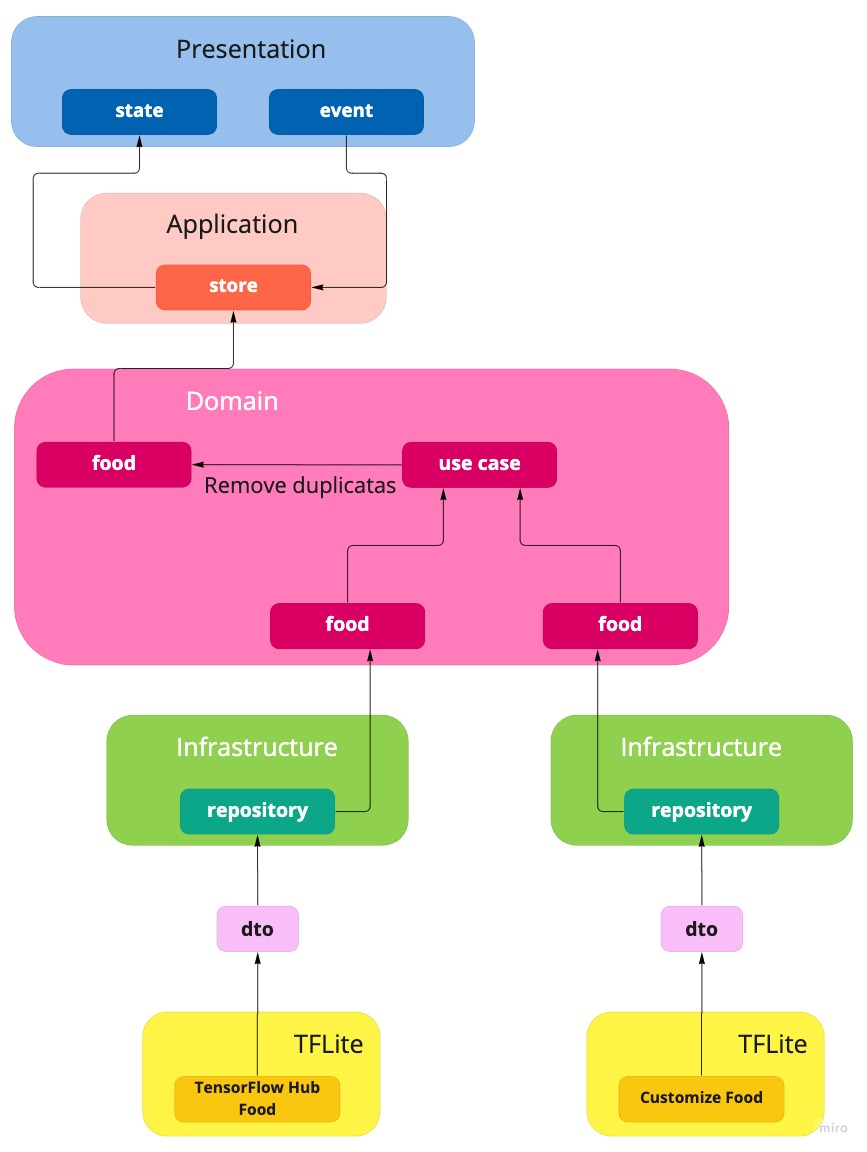 Presentation
state
event
Application
store
Domain
food
use case
Remove duplicatas
food
food
Infrastructure
Infrastructure
repository
repository
dto
dto
TFLite
TFLite
TensorFlow Hub
Food
Customize Food
miro